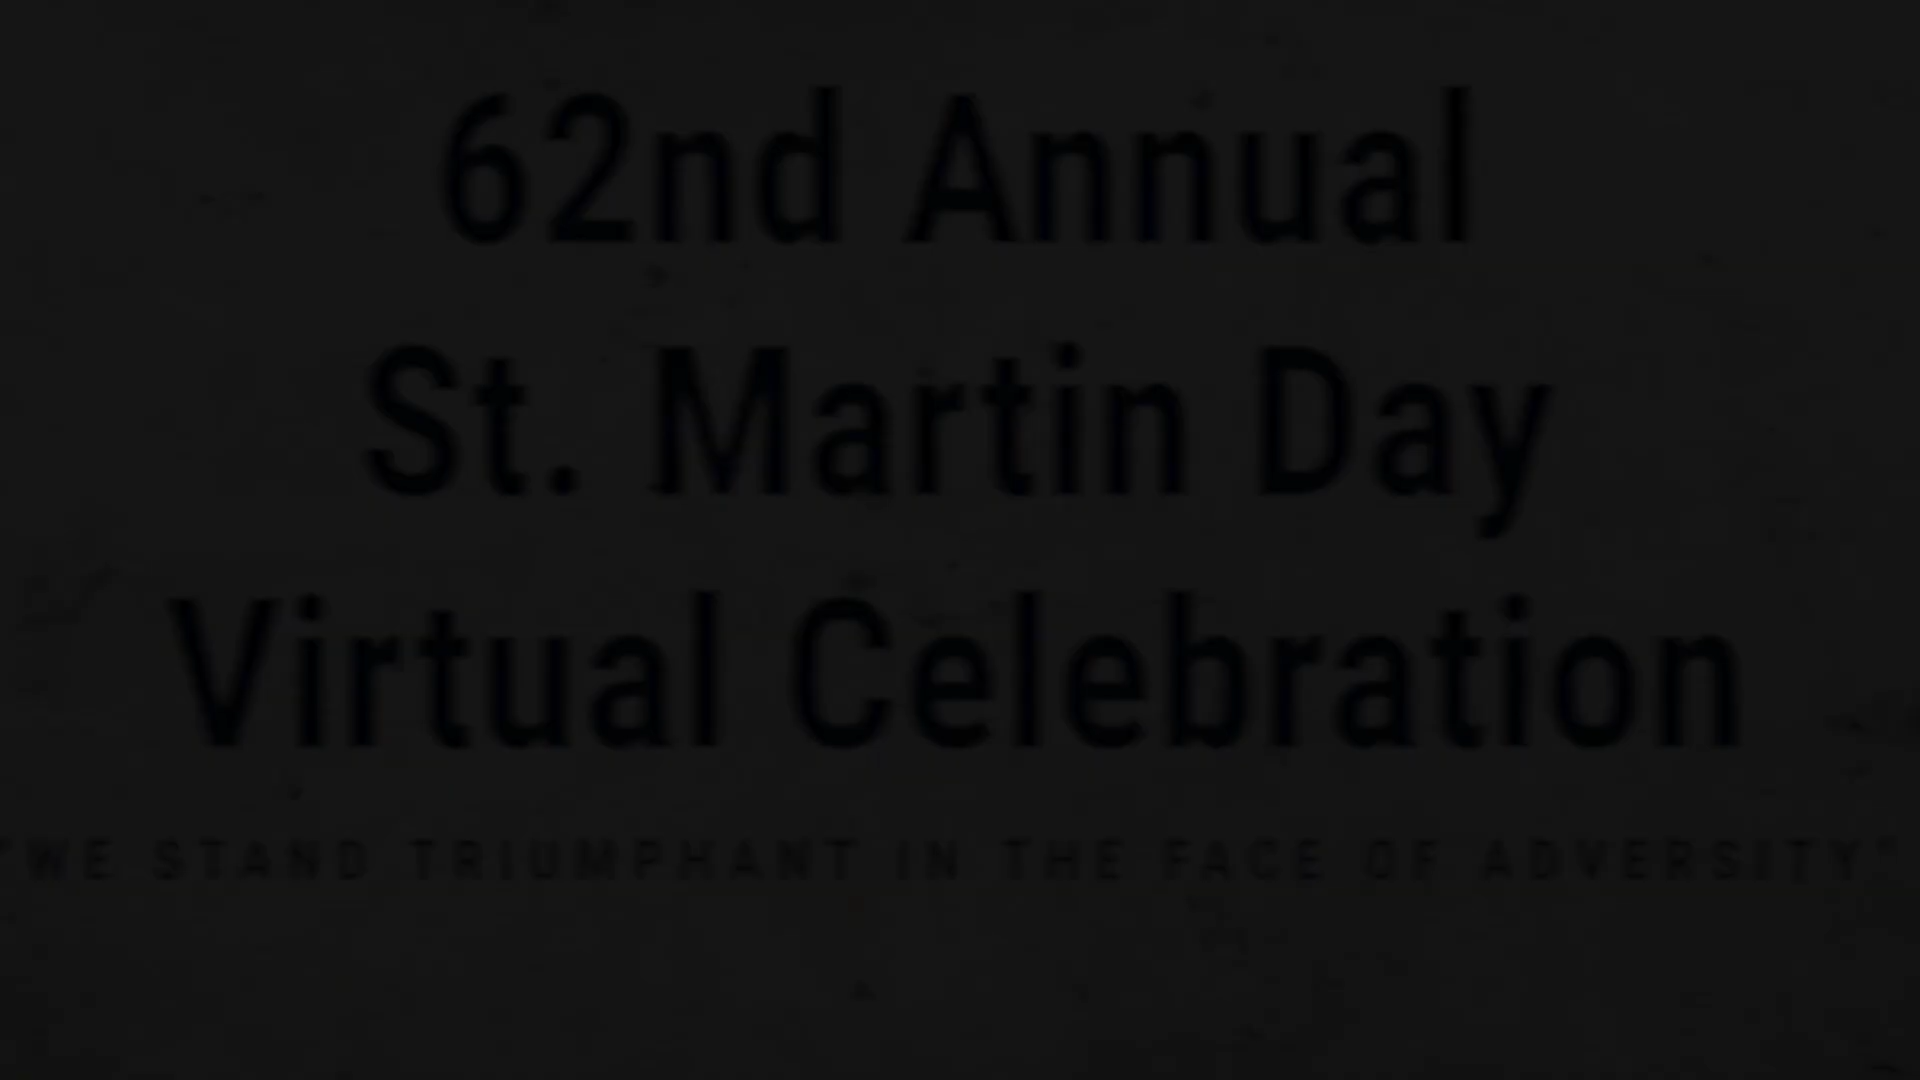 62nd Annual
St. Martin Day
Virtual Celebration
"WE STAND TRIUMPHANT IN THE FACE OF ADVERSITY"